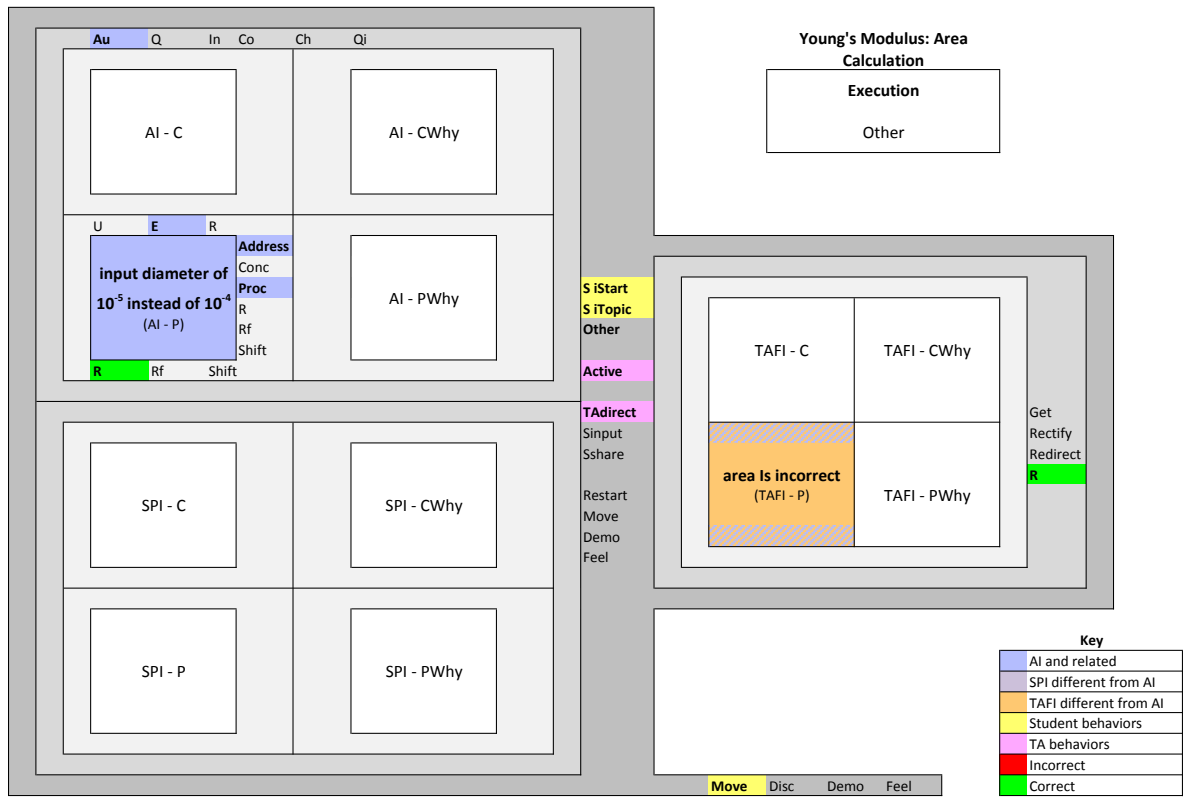 Au Q In Co Ch Qi
Young's Modulus: Area
Calculation
Execution
Other
AI - C
AI - CWhy
U E R
input diameter of
10⁻⁵ instead of 10⁻⁴
(AI - P)
Address
Conc
Proc
R
Rf
Shift
R Rf Shift
AI - PWhy
S iStart
S iTopic
Other
Active
TAdirect
Sinput
Sshare
Restart
Move
Demo
Feel
TAFI - C
TAFI - CWhy
area Is incorrect
(TAFI - P)
TAFI - PWhy
Get
Rectify
Redirect
R
SPI - C
SPI - CWhy
SPI - P
SPI - PWhy
Move Disc Demo Feel
Key
AI and related
SPI different from AI
TAFI different from AI
Student behaviors
TA behaviors
Incorrect
Correct